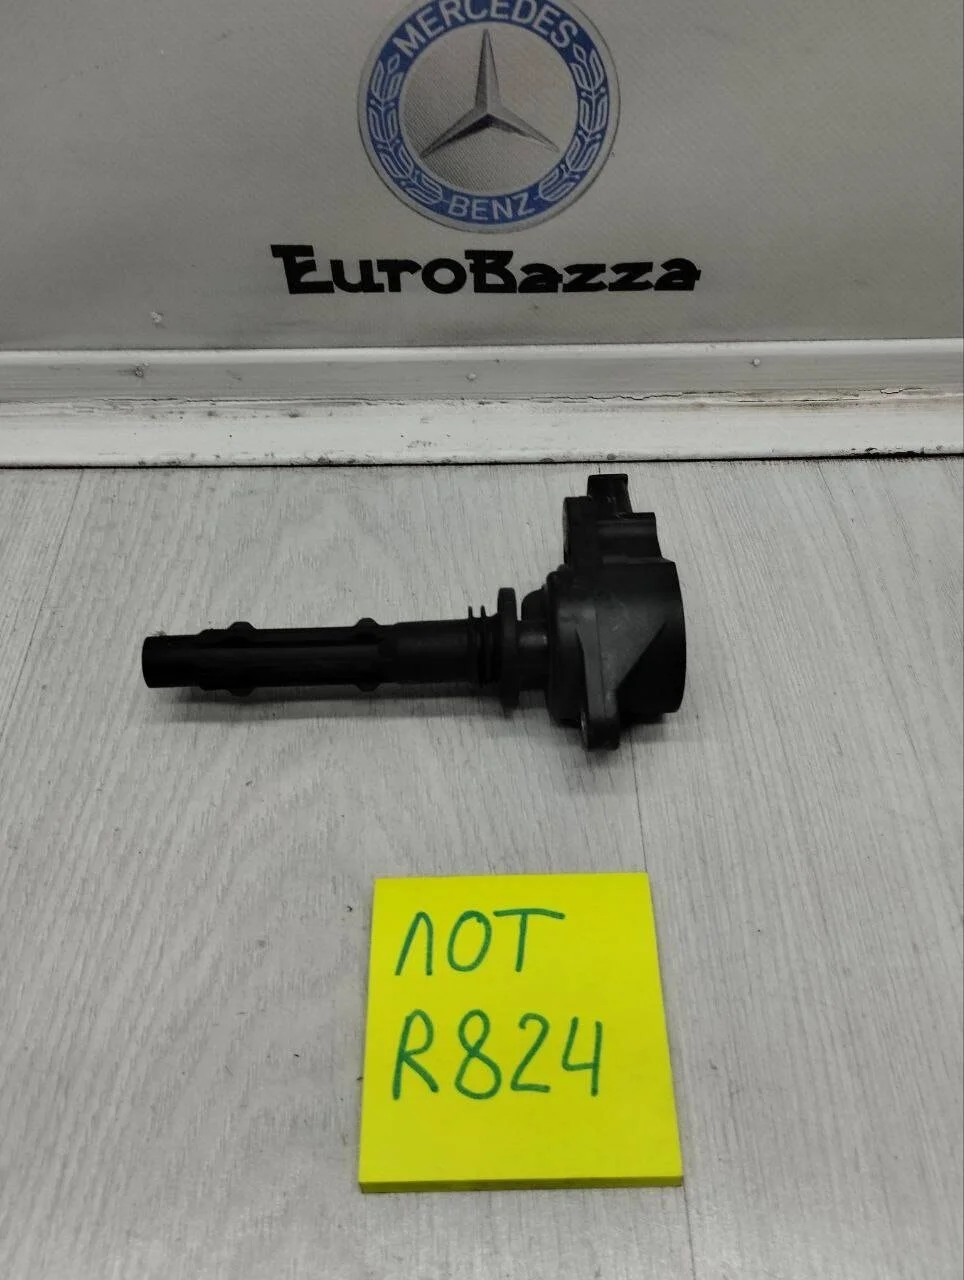 MERCEDES
BENZ
EuroBazza
ЛОТ
R824